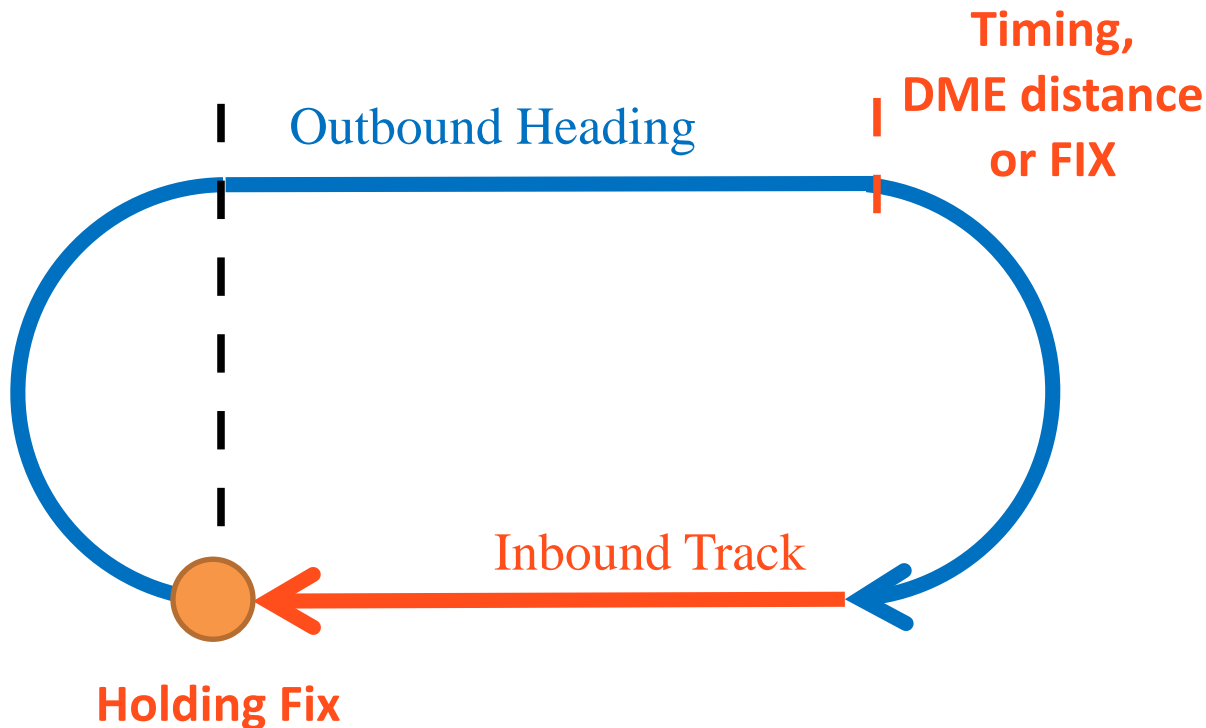 Timing,
DME distance
or FIX
Outbound Heading
Inbound Track
Holding Fix